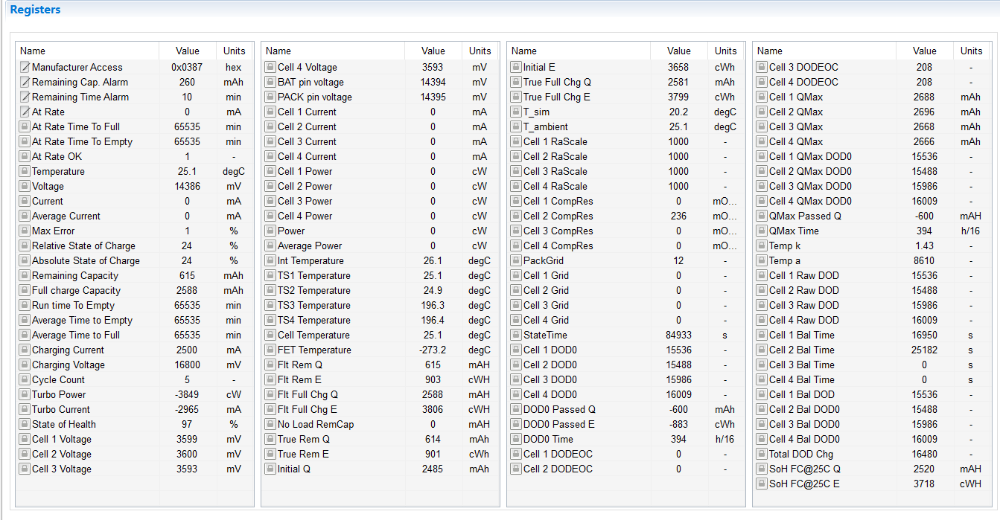 Registers
Name Value Units
Manufacturer Access 0x0387 hex
Remaining Cap. Alarm 260 mAh
Remaining Time Alarm 10 min
At Rate 0 mA
At Rate Time To Full 65535 min
At Rate Time To Empty 65535 min
At Rate OK 1 -
Temperature 25.1 degC
Voltage 14386 mV
Current 0 mA
Average Current 0 mA
Max Error 1 %
Relative State of Charge 24 %
Absolute State of Charge 24 %
Remaining Capacity 615 mAh
Full charge Capacity 2588 mAh
Run time To Empty 65535 min
Average Time to Empty 65535 min
Average Time to Full 65535 min
Charging Current 2500 mA
Charging Voltage 16800 mV
Cycle Count 5 -
Turbo Power -3849 cW
Turbo Current -2965 mA
State of Health 97 %
Cell 1 Voltage 3599 mV
Cell 2 Voltage 3600 mV
Cell 3 Voltage 3593 mV
Name Value Units
Cell 4 Voltage 3593 mV
BAT pin voltage 14394 mV
PACK pin voltage 14395 mV
Cell 1 Current 0 mA
Cell 2 Current 0 mA
Cell 3 Current 0 mA
Cell 4 Current 0 mA
Cell 1 Power 0 cW
Cell 2 Power 0 cW
Cell 3 Power 0 cW
Cell 4 Power 0 cW
Power 0 cW
Average Power 0 cW
Int Temperature 26.1 degC
TS1 Temperature 25.1 degC
TS2 Temperature 24.9 degC
TS3 Temperature 196.3 degC
TS4 Temperature 196.4 degC
Cell Temperature 25.1 degC
FET Temperature -273.2 degC
Flt Rem Q 615 mAH
Flt Rem E 903 cWH
Flt Full Chg Q 2588 mAH
Flt Full Chg E 3806 cWH
No Load RemCap 0 mAH
True Rem Q 614 mAh
True Rem E 901 cWh
Initial Q 2485 mAh
Name Value Units
Initial E 3658 cWh
True Full Chg Q 2581 mAh
True Full Chg E 3799 cWh
T_sim 20.2 degC
T_ambient 25.1 degC
Cell 1 RaScale 1000 -
Cell 2 RaScale 1000 -
Cell 3 RaScale 1000 -
Cell 4 RaScale 1000 -
Cell 1 CompRes 0 mO...
Cell 2 CompRes 236 mO...
Cell 3 CompRes 0 mO...
Cell 4 CompRes 0 mO...
PackGrid 12 -
Cell 1 Grid 0 -
Cell 2 Grid 0 -
Cell 3 Grid 0 -
Cell 4 Grid 0 -
StateTime 84933 s
Cell 1 DOD0 15536 -
Cell 2 DOD0 15488 -
Cell 3 DOD0 15986 -
Cell 4 DOD0 16009 -
DOD0 Passed Q -600 mAh
DOD0 Passed E -883 cWh
DOD0 Time 394 h/16
Cell 1 DODEOC 0 -
Cell 2 DODEOC 0 -
Name Value Units
Cell 3 DODEOC 208 -
Cell 4 DODEOC 208 -
Cell 1 QMax 2688 mAh
Cell 2 QMax 2696 mAh
Cell 3 QMax 2668 mAh
Cell 4 QMax 2666 mAh
Cell 1 QMax DOD0 15536 -
Cell 2 QMax DOD0 15488 -
Cell 3 QMax DOD0 15986 -
Cell 4 QMax DOD0 16009 -
QMax Passed Q -600 mAH
QMax Time 394 h/16
Temp k 1.43 -
Temp a 8610 -
Cell 1 Raw DOD 15536 -
Cell 2 Raw DOD 15488 -
Cell 3 Raw DOD 15986 -
Cell 4 Raw DOD 16009 -
Cell 1 Bal Time 16950 s
Cell 2 Bal Time 25182 s
Cell 3 Bal Time 0 s
Cell 4 Bal Time 0 s
Cell 1 Bal DOD 15536 -
Cell 2 Bal DOD0 15488 -
Cell 3 Bal DOD0 15986 -
Cell 4 Bal DOD0 16009 -
Total DOD Chg 16480 -
SoH FC@25C Q 2520 mAH
SoH FC@25C E 3718 cWH